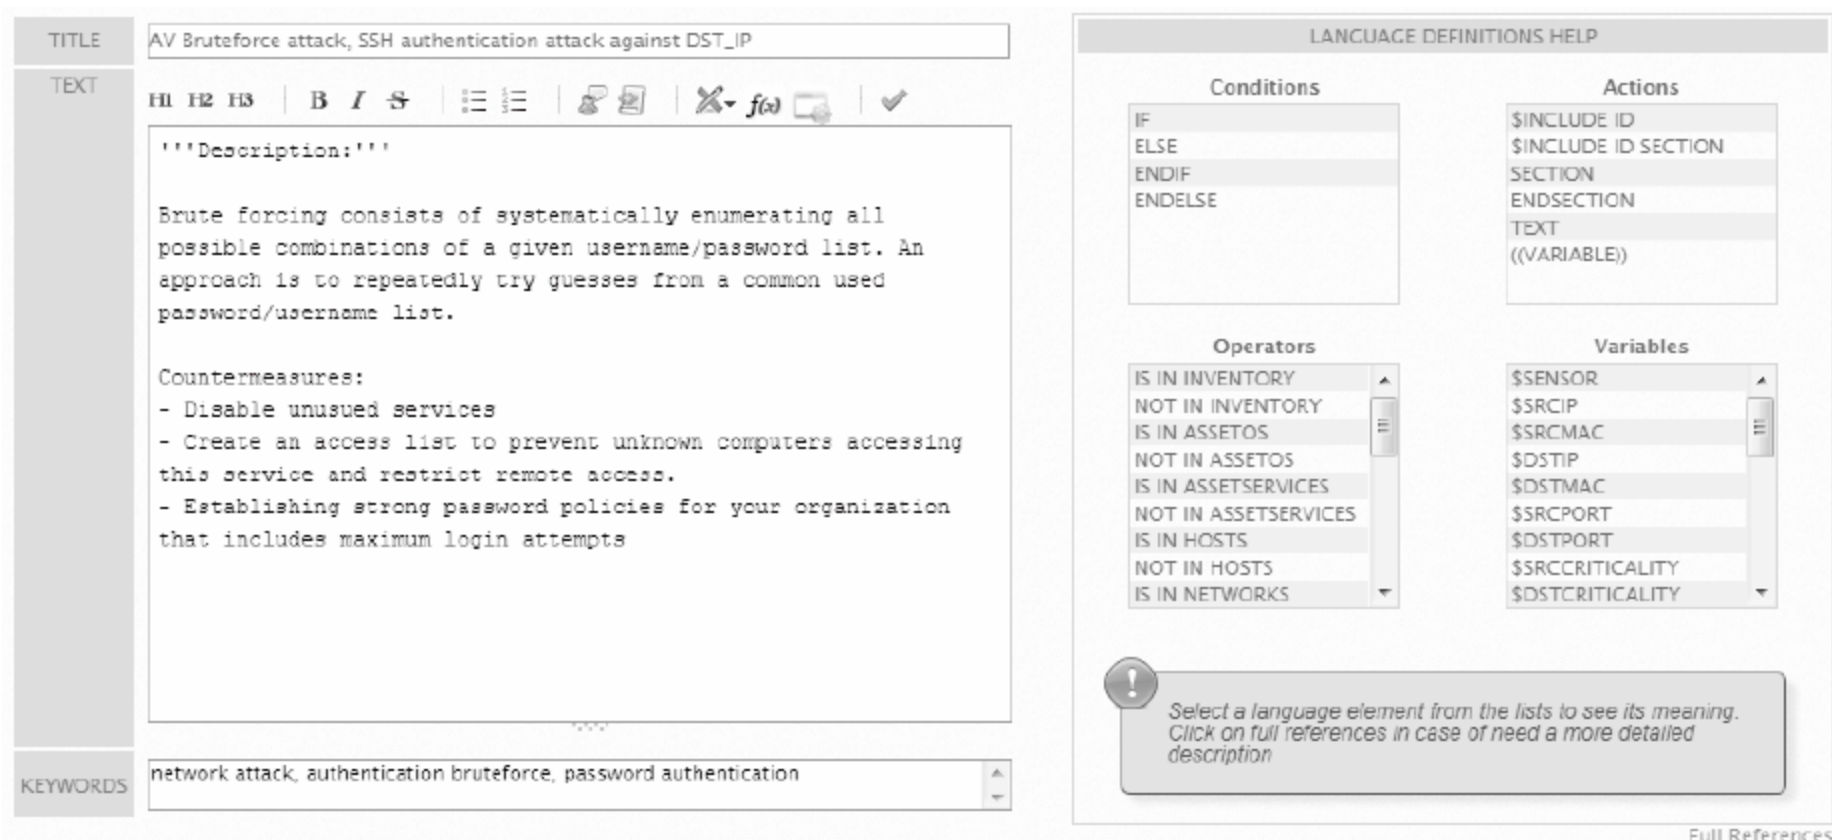 TITLE
AV Bruteforce attack, SSH authentication attack against DST_IP
TEXT
H1 H2 H3 B I S f(x)
'''Description:'''
Brute forcing consists of systematically enumerating all
possible combinations of a given username/password list. An
approach is to repeatedly try guesses from a common used
password/username list.
Countermeasures:
- Disable unusued services
- Create an access list to prevent unknown computers accessing
this service and restrict remote access.
- Establishing strong password policies for your organization
that includes maximum login attempts
KEYWORDS
network attack, authentication bruteforce, password authentication
LANGUAGE DEFINITIONS HELP
Conditions
IF
ELSE
ENDIF
ENDELSE
Actions
$INCLUDE ID
$INCLUDE ID SECTION
SECTION
ENDSECTION
TEXT
((VARIABLE))
Operators
IS IN INVENTORY
NOT IN INVENTORY
IS IN ASSETOS
NOT IN ASSETOS
IS IN ASSETSERVICES
NOT IN ASSETSERVICES
IS IN HOSTS
NOT IN HOSTS
IS IN NETWORKS
Variables
$SENSOR
$SRCIP
$SRCMAC
$DSTIP
$DSTMAC
$SRCPORT
$DSTPORT
$SRCCRITICALITY
$DSTCRITICALITY
Select a language element from the lists to see its meaning.
Click on full references in case of need a more detailed
description
Full References